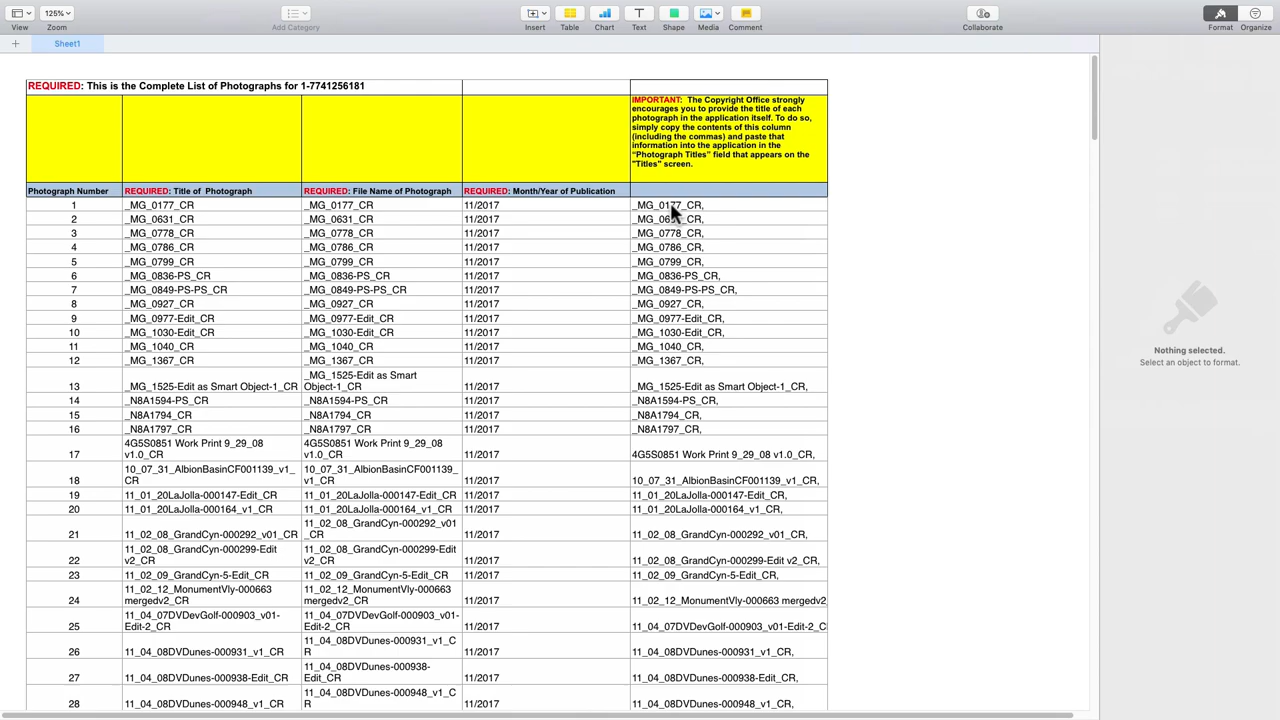 View
125%
Zoom
Add Category
Insert
Table
Chart
Text
Shape
Media
Comment
Collaborate
Format
Organize
Sheet1
REQUIRED: This is the Complete List of Photographs for 1-7741256181
IMPORTANT: The Copyright Office strongly
encourages you to provide the title of each
photograph in the application itself. To do so,
simply copy the contents of this column
(including the commas) and paste that
information into the application in the
“Photograph Titles” field that appears on the
"Titles" screen.
Photograph Number REQUIRED: Title of Photograph REQUIRED: File Name of Photograph REQUIRED: Month/Year of Publication
1 _MG_0177_CR _MG_0177_CR 11/2017 _MG_0177_CR,
2 _MG_0631_CR _MG_0631_CR 11/2017 _MG_0631_CR,
3 _MG_0778_CR _MG_0778_CR 11/2017 _MG_0778_CR,
4 _MG_0786_CR _MG_0786_CR 11/2017 _MG_0786_CR,
5 _MG_0799_CR _MG_0799_CR 11/2017 _MG_0799_CR,
6 _MG_0836-PS_CR _MG_0836-PS_CR 11/2017 _MG_0836-PS_CR,
7 _MG_0849-PS-PS_CR _MG_0849-PS-PS_CR 11/2017 _MG_0849-PS-PS_CR,
8 _MG_0927_CR _MG_0927_CR 11/2017 _MG_0927_CR,
9 _MG_0977-Edit_CR _MG_0977-Edit_CR 11/2017 _MG_0977-Edit_CR,
10 _MG_1030-Edit_CR _MG_1030-Edit_CR 11/2017 _MG_1030-Edit_CR,
11 _MG_1040_CR _MG_1040_CR 11/2017 _MG_1040_CR,
12 _MG_1367_CR _MG_1367_CR 11/2017 _MG_1367_CR,
_MG_1525-Edit as Smart
13 _MG_1525-Edit as Smart Object-1_CR Object-1_CR 11/2017 _MG_1525-Edit as Smart Object-1_CR,
14 _N8A1594-PS_CR _N8A1594-PS_CR 11/2017 _N8A1594-PS_CR,
15 _N8A1794_CR _N8A1794_CR 11/2017 _N8A1794_CR,
16 _N8A1797_CR _N8A1797_CR 11/2017 _N8A1797_CR,
4G5S0851 Work Print 9_29_08 4G5S0851 Work Print 9_29_08
17 v1.0_CR v1.0_CR 11/2017 4G5S0851 Work Print 9_29_08 v1.0_CR,
10_07_31_AlbionBasinCF001139_v1_ 10_07_31_AlbionBasinCF001139_
18 CR v1_CR 11/2017 10_07_31_AlbionBasinCF001139_v1_CR,
19 11_01_20LaJolla-000147-Edit_CR 11_01_20LaJolla-000147-Edit_CR 11/2017 11_01_20LaJolla-000147-Edit_CR,
20 11_01_20LaJolla-000164_v1_CR 11_01_20LaJolla-000164_v1_CR 11/2017 11_01_20LaJolla-000164_v1_CR,
11_02_08_GrandCyn-000292_v01
21 11_02_08_GrandCyn-000292_v01_CR _CR 11/2017 11_02_08_GrandCyn-000292_v01_CR,
11_02_08_GrandCyn-000299-Edit 11_02_08_GrandCyn-000299-Edit
22 v2_CR v2_CR 11/2017 11_02_08_GrandCyn-000299-Edit v2_CR,
23 11_02_09_GrandCyn-5-Edit_CR 11_02_09_GrandCyn-5-Edit_CR 11/2017 11_02_09_GrandCyn-5-Edit_CR,
11_02_12_MonumentVly-000663 11_02_12_MonumentVly-000663
24 mergedv2_CR mergedv2_CR 11/2017 11_02_12_MonumentVly-000663 mergedv2
11_04_07DVDevGolf-000903_v01- 11_04_07DVDevGolf-000903_v01-
25 Edit-2_CR Edit-2_CR 11/2017 11_04_07DVDevGolf-000903_v01-Edit-2_C
11_04_08DVDunes-000931_v1_C
26 11_04_08DVDunes-000931_v1_CR R 11/2017 11_04_08DVDunes-000931_v1_CR,
11_04_08DVDunes-000938-
27 11_04_08DVDunes-000938-Edit_CR Edit_CR 11/2017 11_04_08DVDunes-000938-Edit_CR,
11_04_08DVDunes-000948_v1_C
28 11_04_08DVDunes-000948_v1_CR R 11/2017 11_04_08DVDunes-000948_v1_CR,
Nothing selected.
Select an object to format.